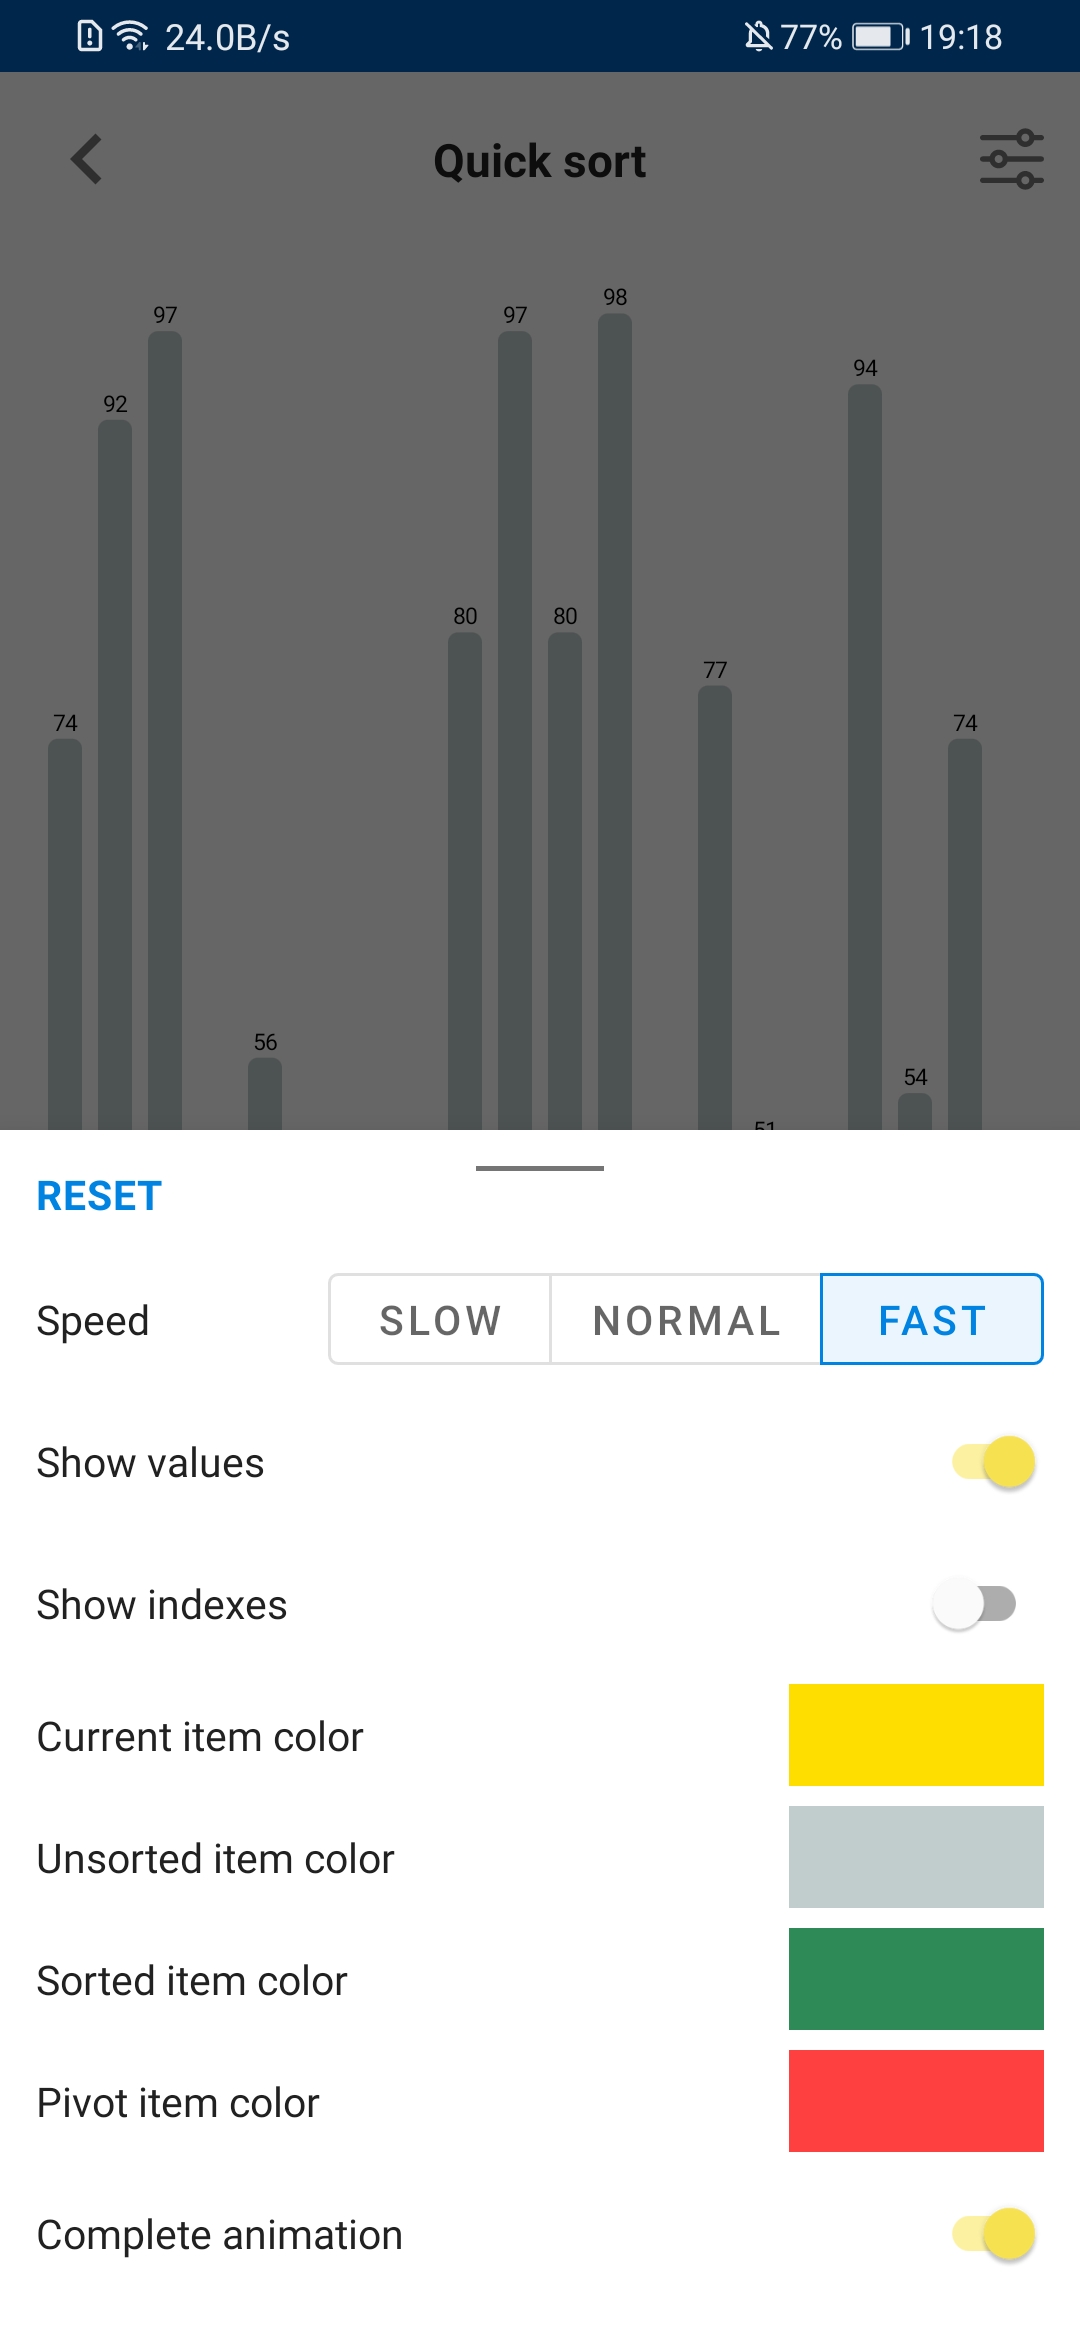 24.0B/s 77% 19:18
Quick sort
98
97 97
94
92
80 80
77
74 74
56
54
51
RESET
Speed SLOW NORMAL FAST
Show values
Show indexes
Current item color
Unsorted item color
Sorted item color
Pivot item color
Complete animation